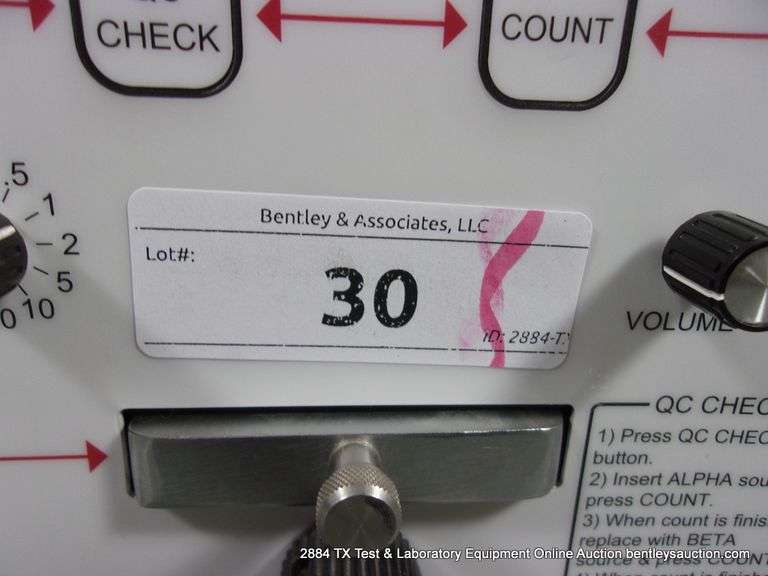 CHECK
COUNT
.5
1
2
5
10
Bentley & Associates, LLC
Lot#:
30
ID: 2884-T
VOLUME
QC CHEC
1) Press QC CHEC
button.
2) Insert ALPHA sou
press COUNT.
3) When count is finis
replace with BETA
source & press COUNT
2884 TX Test & Laboratory Equipment Online Auction bentleysauction.com